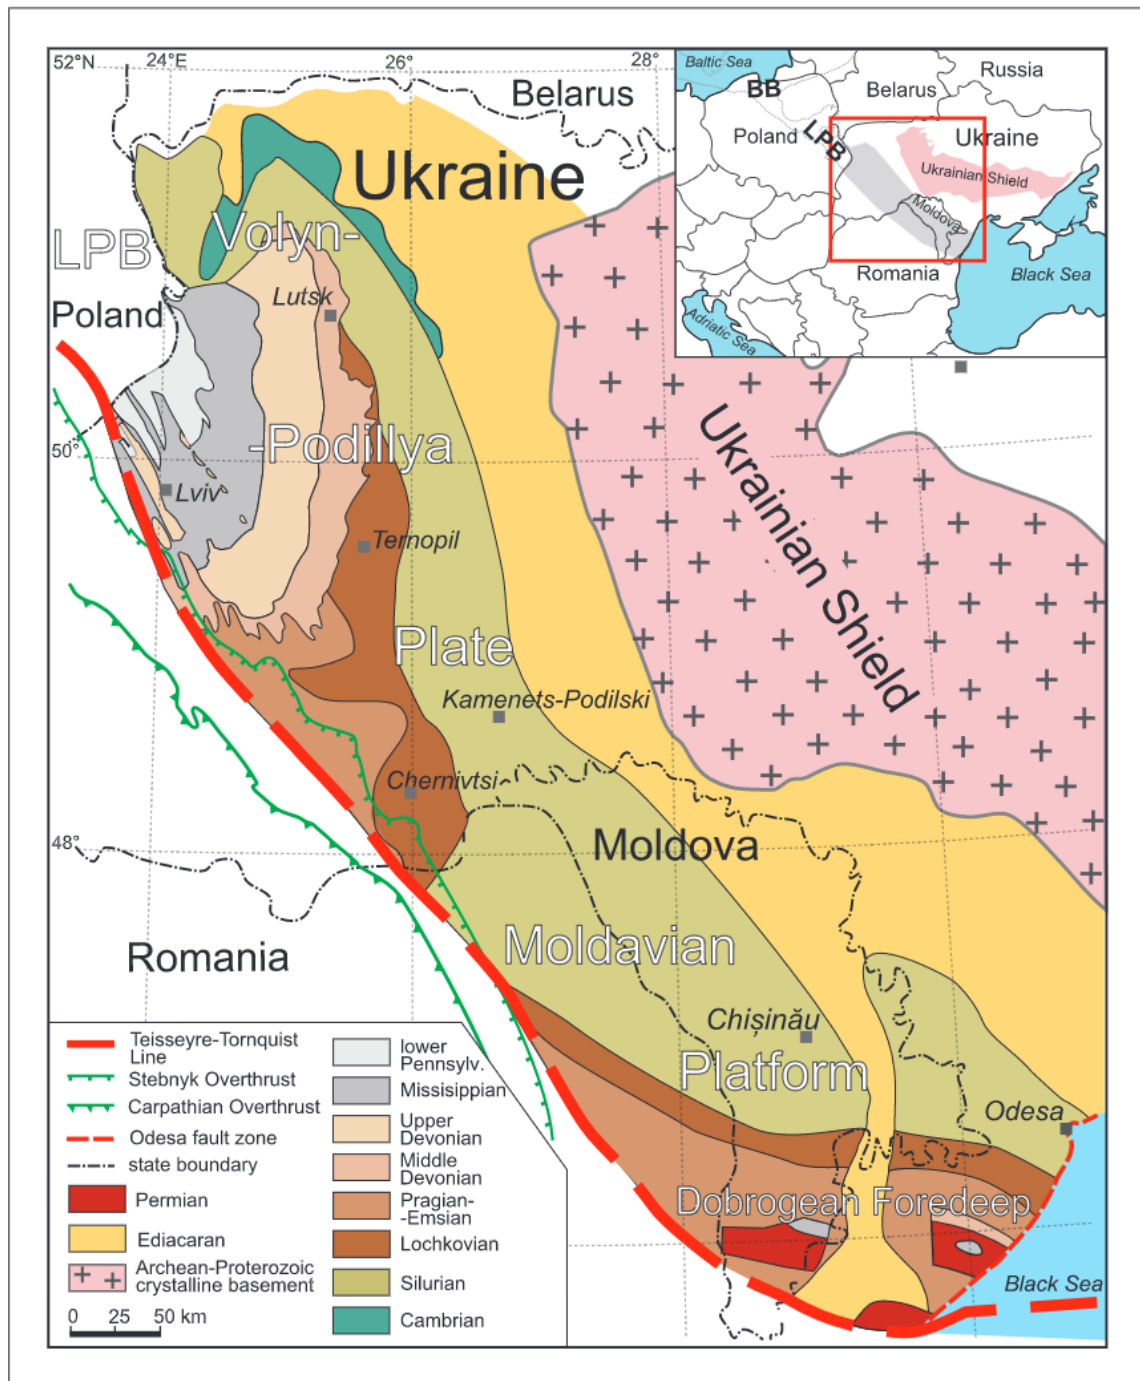 52°N
24°E
26°
28°
Belarus
Ukraine
Baltic Sea
BB
Russia
Belarus
Poland
LPB
Ukraine
Ukrainian Shield
Moldova
Romania
Black Sea
Adriatic Sea
LPB
Volyn-
Poland
Lutsk
50°
-Podillya
Lviv
Ternopil
Ukrainian Shield
Plate
Kamenets-Podilski
Chernivtsi
48°
Moldova
Romania
Moldavian
Chișinău
Platform
Odesa
Dobrogean Foredeep
Black Sea
Teisseyre-Tornquist
Line
Stebnyk Overthrust
Carpathian Overthrust
Odesa fault zone
state boundary
Permian
Ediacaran
Archean-Proterozoic
crystalline basement
0 25 50 km
lower
Pennsylv.
Missisippian
Upper
Devonian
Middle
Devonian
Pragian-
-Emsian
Lochkovian
Silurian
Cambrian